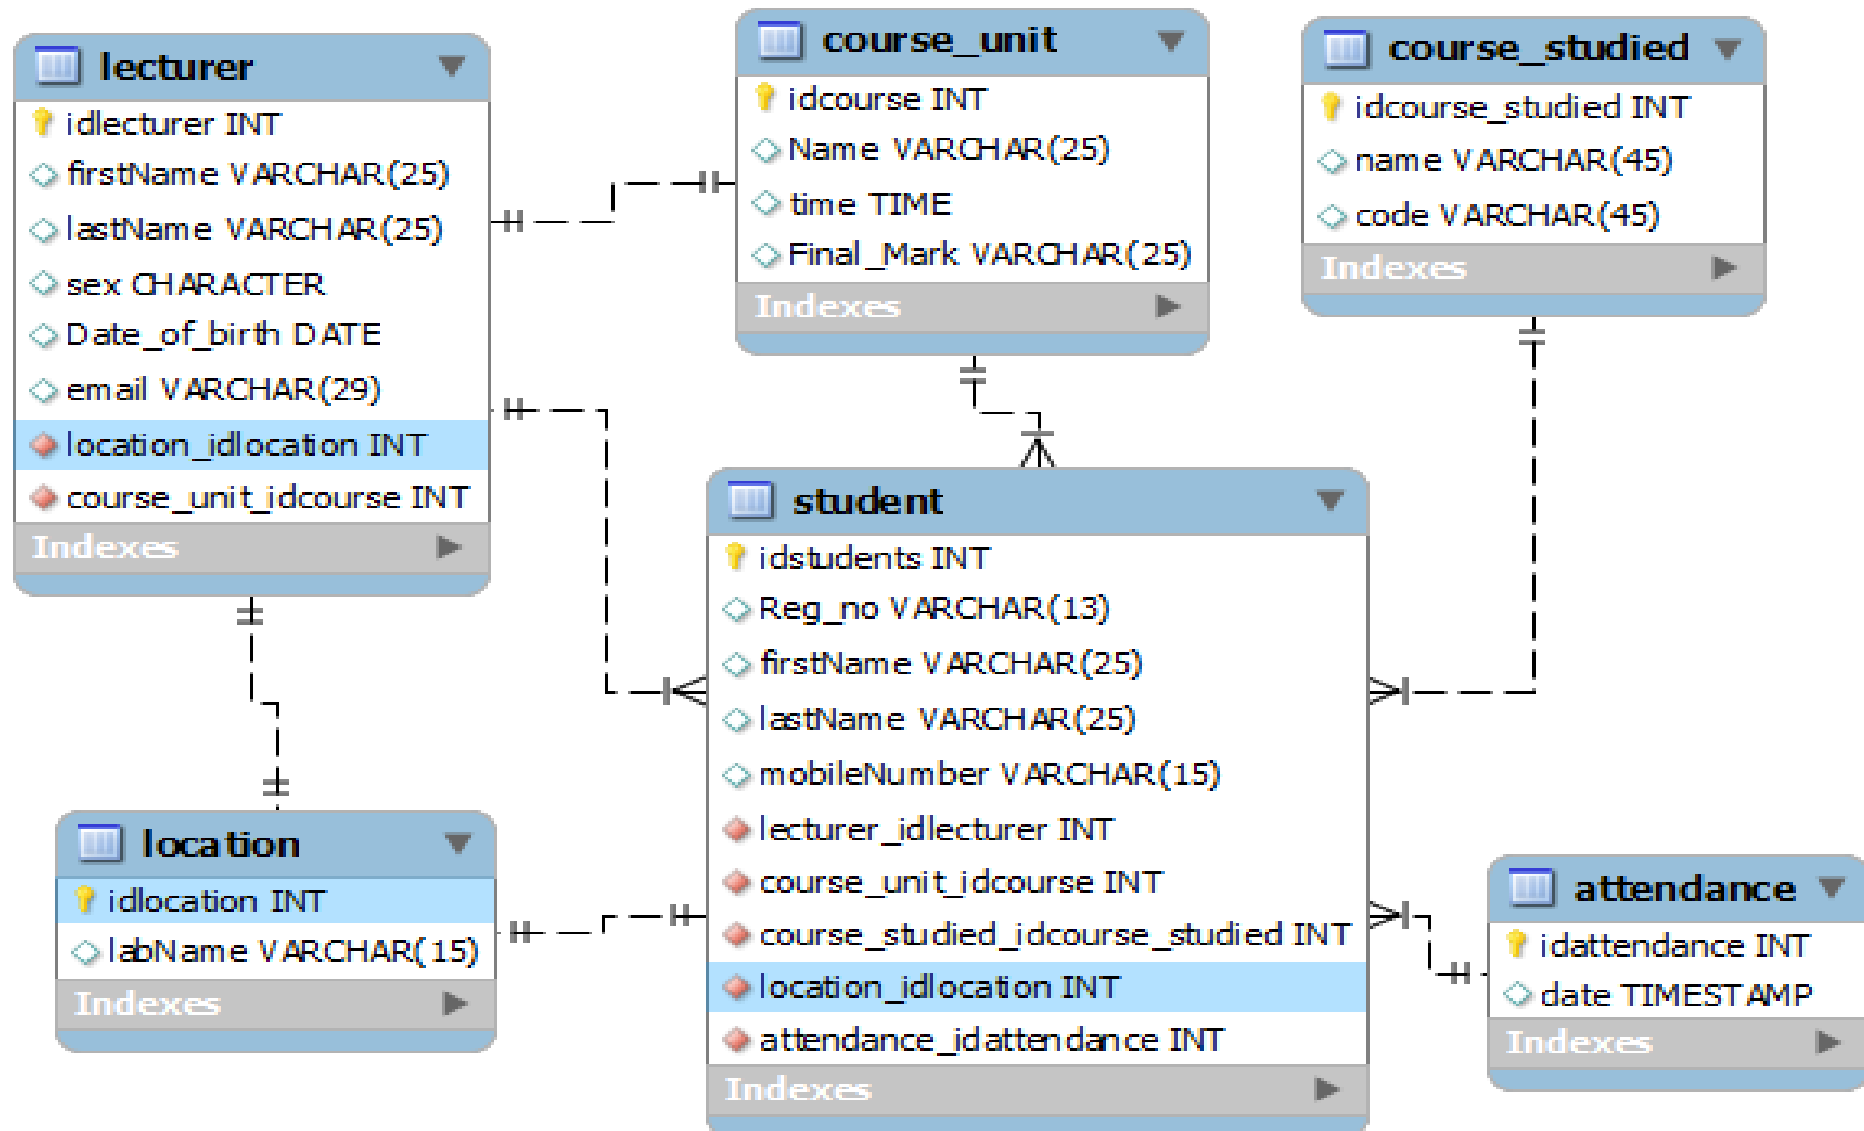 lecturer
idlecturer INT
firstName VARCHAR(25)
lastName VARCHAR(25)
sex CHARACTER
Date_of_birth DATE
email VARCHAR(29)
location_idlocation INT
course_unit_idcourse INT
Indexes
course_unit
idcourse INT
Name VARCHAR(25)
time TIME
Final_Mark VARCHAR(25)
Indexes
course_studied
idcourse_studied INT
name VARCHAR(45)
code VARCHAR(45)
Indexes
student
idstudents INT
Reg_no VARCHAR(13)
firstName VARCHAR(25)
lastName VARCHAR(25)
mobileNumber VARCHAR(15)
lecturer_idlecturer INT
course_unit_idcourse INT
course_studied_idcourse_studied INT
location_idlocation INT
attendance_idattendance INT
Indexes
location
idlocation INT
labName VARCHAR(15)
Indexes
attendance
idattendance INT
date TIMESTAMP
Indexes